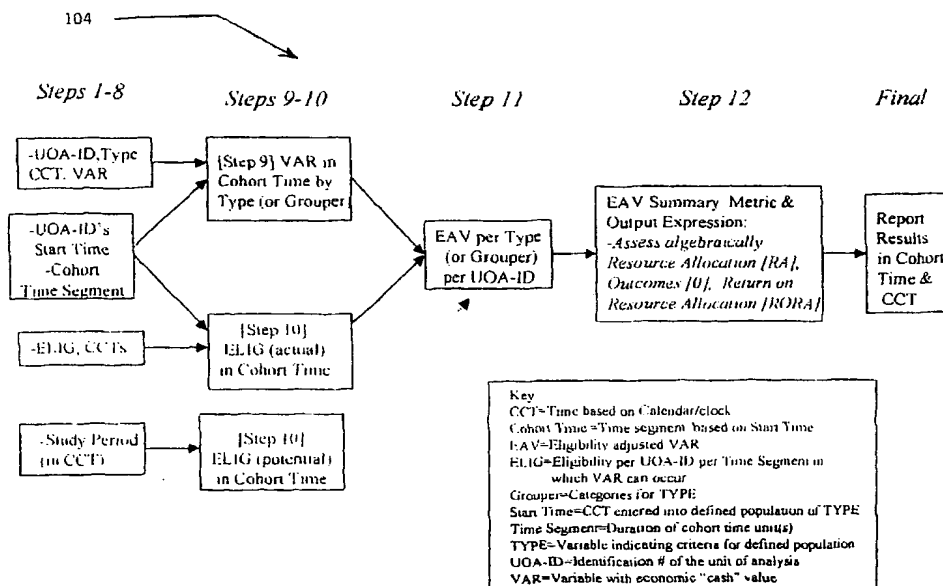 104
Steps 1-8
Steps 9-10
Step 11
Step 12
Final
-UOA-ID,Type
CCT. VAR
-UOA-ID's
Start Time
-Cohort
Time Segment
-ELIG, CCTs
-Study Period
(in CCT)
[Step 9] VAR in
Cohort Time by
Type (or Grouper
[Step 10]
ELIG (actual)
in Cohort Time
[Step 10]
ELIG (potential)
in Cohort Time
EAV per Type
(or Grouper)
per UOA-ID
EAV Summary Metric &
Output Expression:
-Assess algebraically
Resource Allocation [RA],
Outcomes [0], Return on
Resource Allocation [RORA]
Report
Results
in Cohort
Time &
CCT
Key
CCT=Time based on Calendar/clock
Cohort Time=Time segment based on Start Time
EAV=Eligibility adjusted VAR
ELIG=Eligibility per UOA-ID per Time Segment in
which VAR can occur
Grouper=Categories for TYPE
Start Time=CCT entered into defined population of TYPE
Time Segment=Duration of cohort time unit(s)
TYPE=Variable indicating criteria for defined population
UOA-ID=Identification # of the unit of analysis
VAR=Variable with economic "cash" value